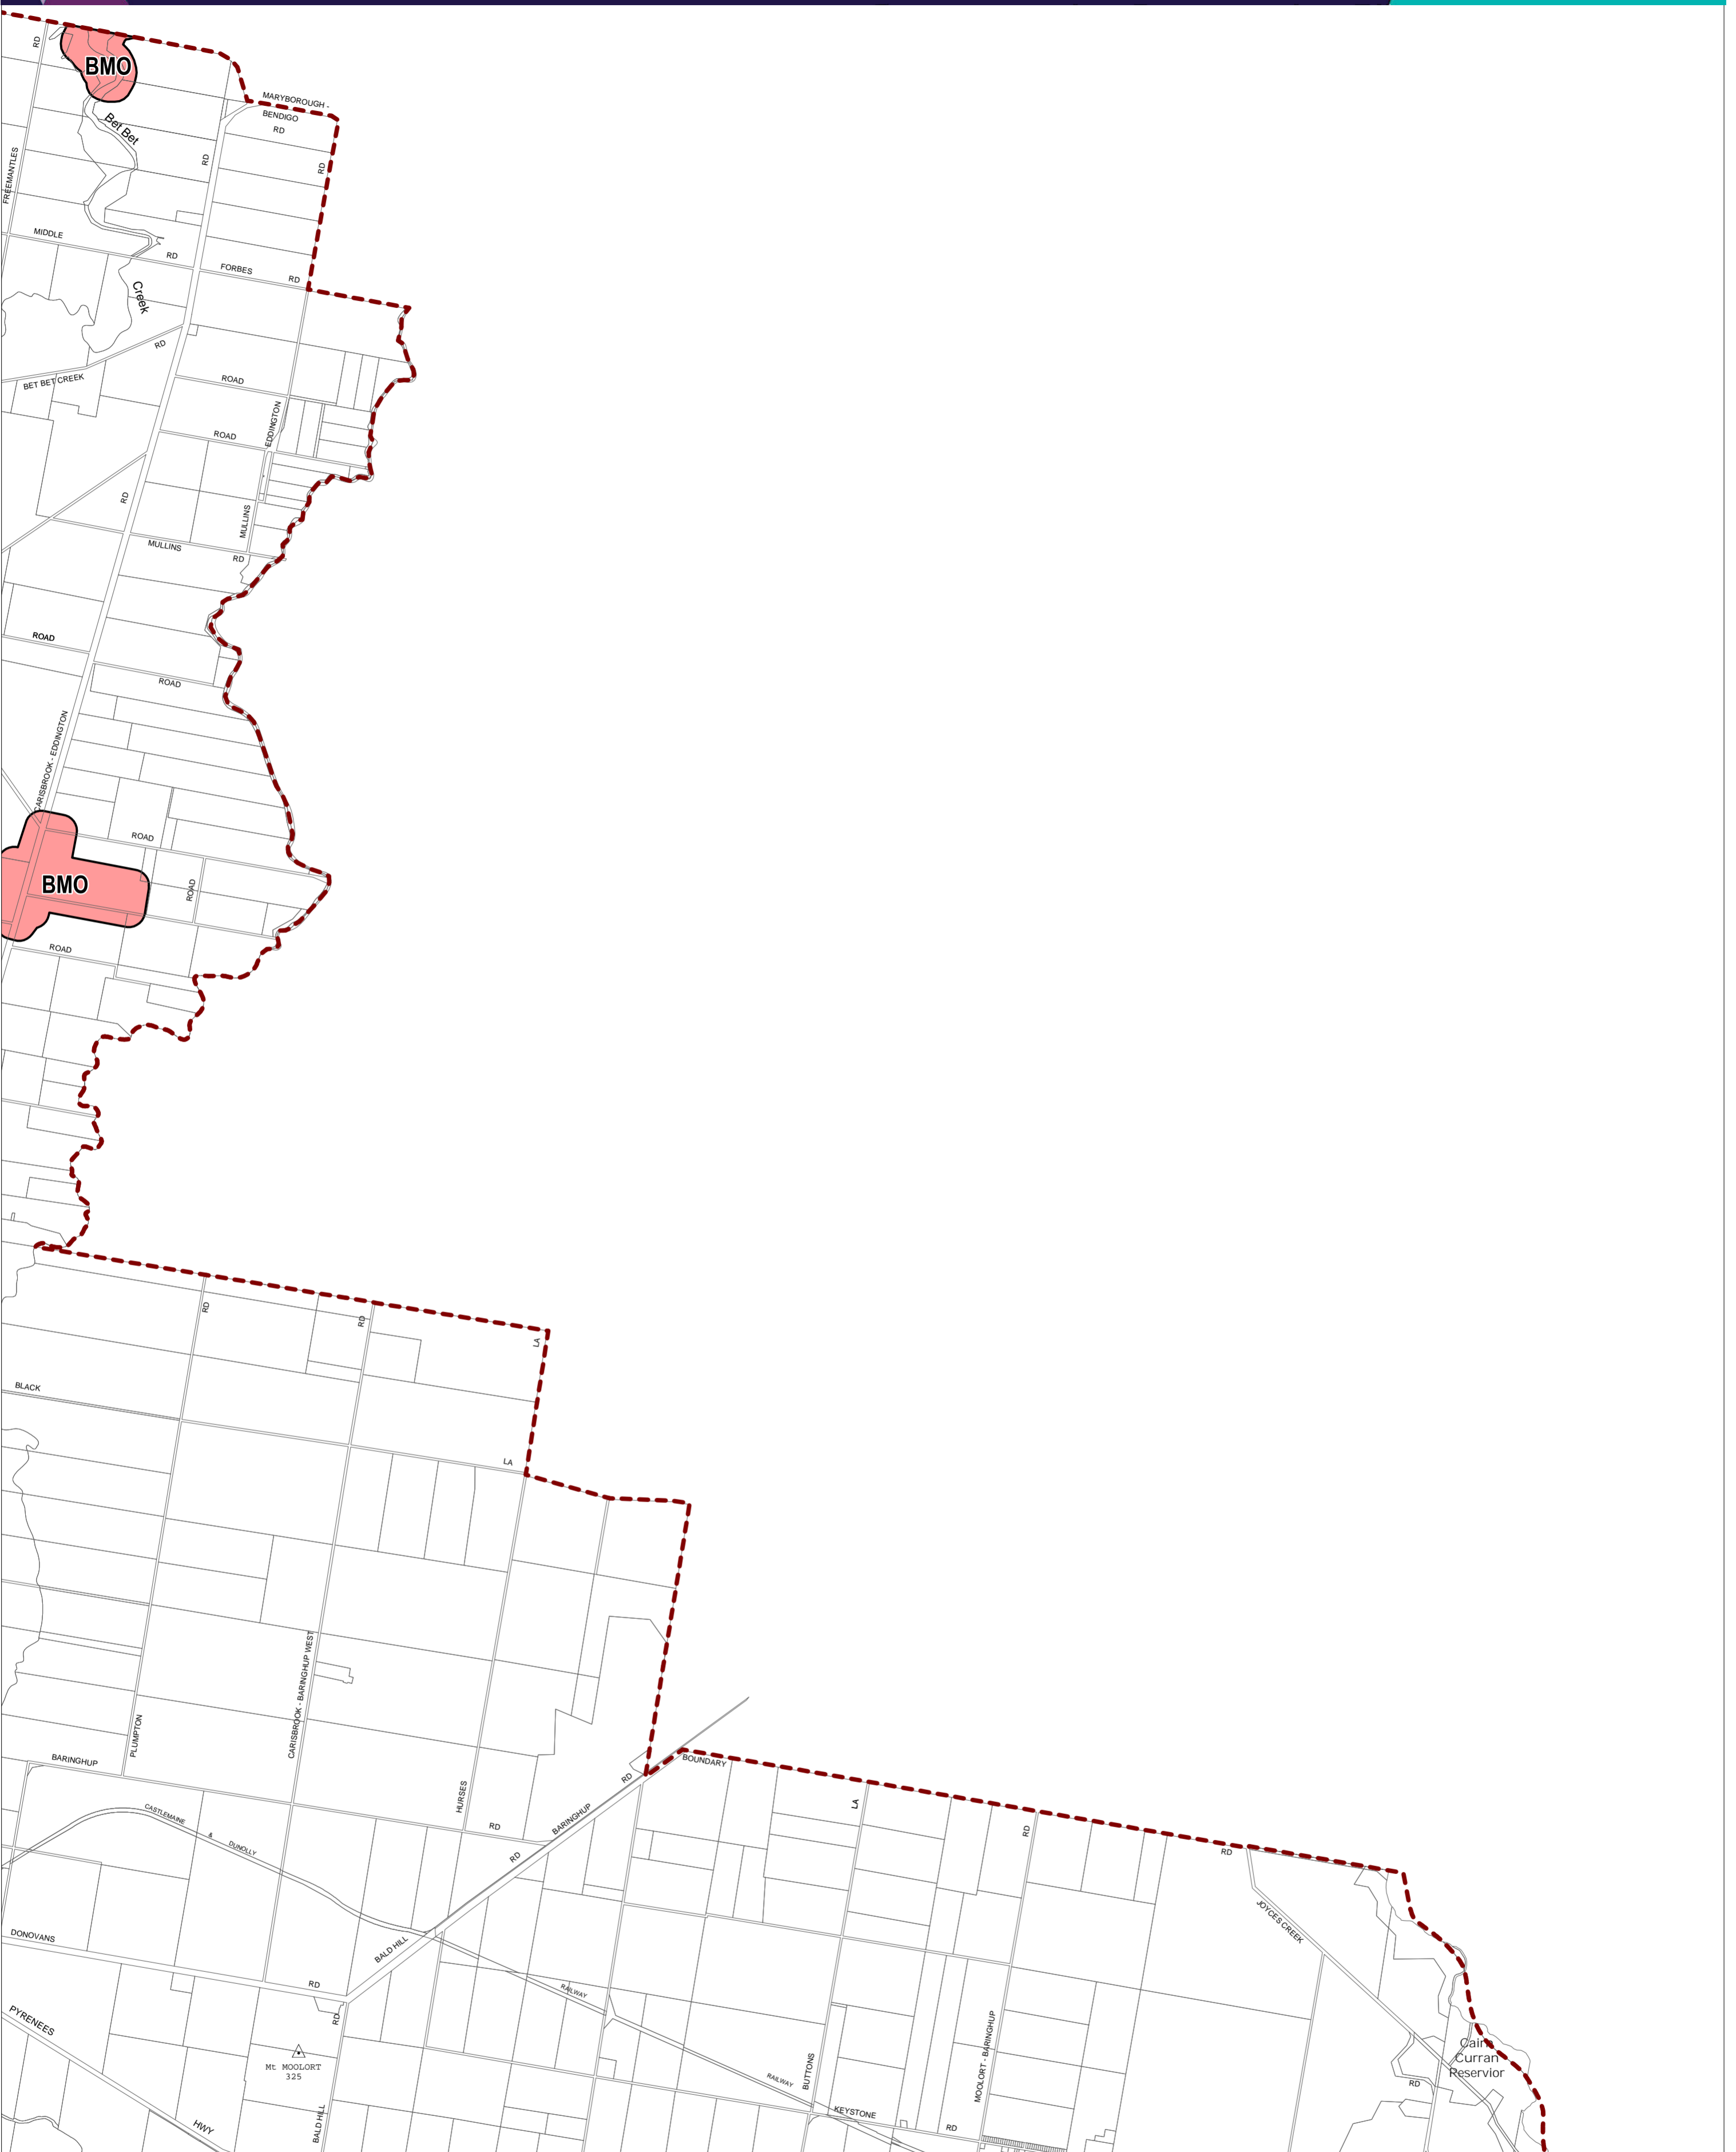 RD
BMO
MARYBOROUGH -
BENDIGO
RD
Bet Bet
RD
RD
FREEMANTLES
MIDDLE
RD
FORBES
RD
Creek
RD
BET BET CREEK
ROAD
EDDINGTON
ROAD
RD
MULLINS
MULLINS
RD
ROAD
ROAD
CARISBROOK - EDDINGTON
ROAD
BMO
ROAD
ROAD
RD
RD
LA
BLACK
LA
CARISBROOK - BARINGHUP WEST
PLUMPTON
BARINGHUP
BOUNDARY
RD
HURSES
LA
CASTLEMAINE
&
DUNOLLY
RD
BARINGHUP
RD
RD
RD
JOYCES CREEK
DONOVANS
BALD HILL
RD
RAILWAY
PYRENEES
RD
Mt MOOLORT
325
MOOLORT - BARINGHUP
Cairn
Curran
Reservior
BUTTONS
RAILWAY
RD
KEYSTONE
RD
HWY
BALD HILL